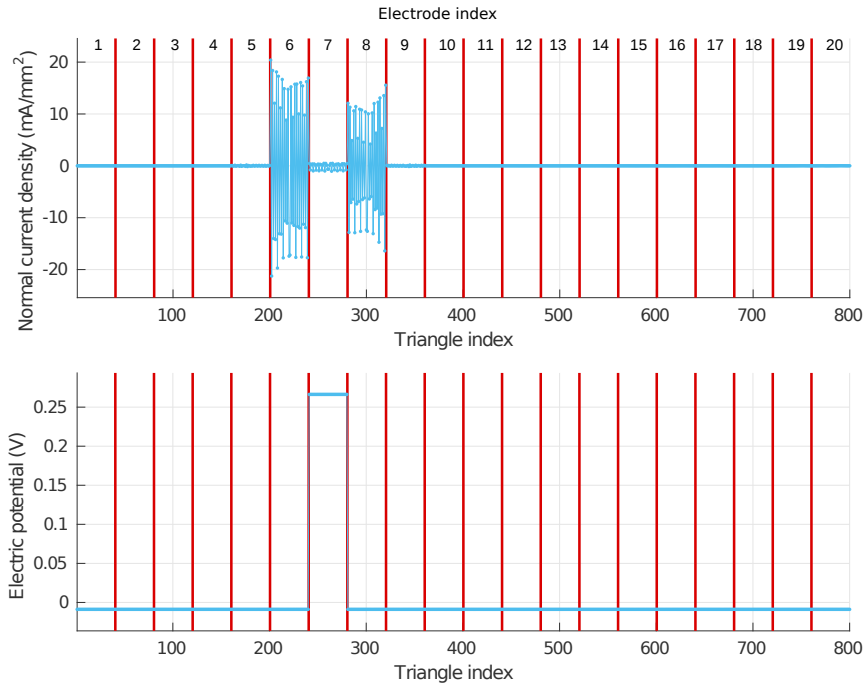 Electrode index
1 2 3 4 5 6 7 8 9 10 11 12 13 14 15 16 17 18 19 20
Normal current density (mA/mm²)
20
10
0
-10
-20
100 200 300 400 500 600 700 800
Triangle index
Electric potential (V)
0.25
0.2
0.15
0.1
0.05
0
100 200 300 400 500 600 700 800
Triangle index